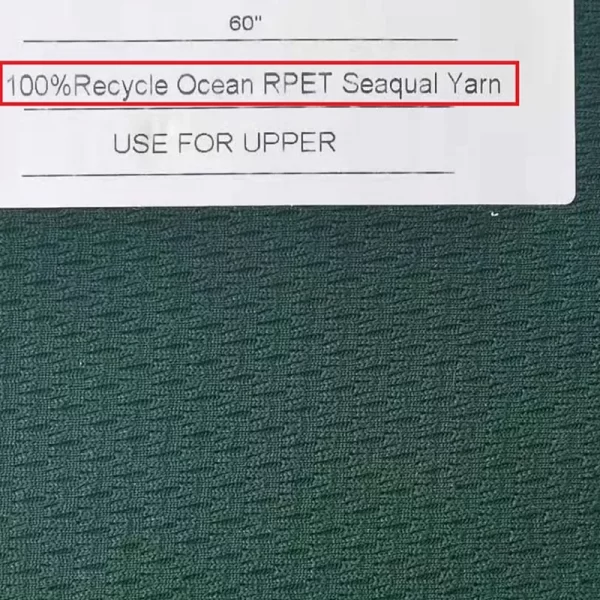 60"
100%Recycle Ocean RPET Seaqual Yarn
USE FOR UPPER